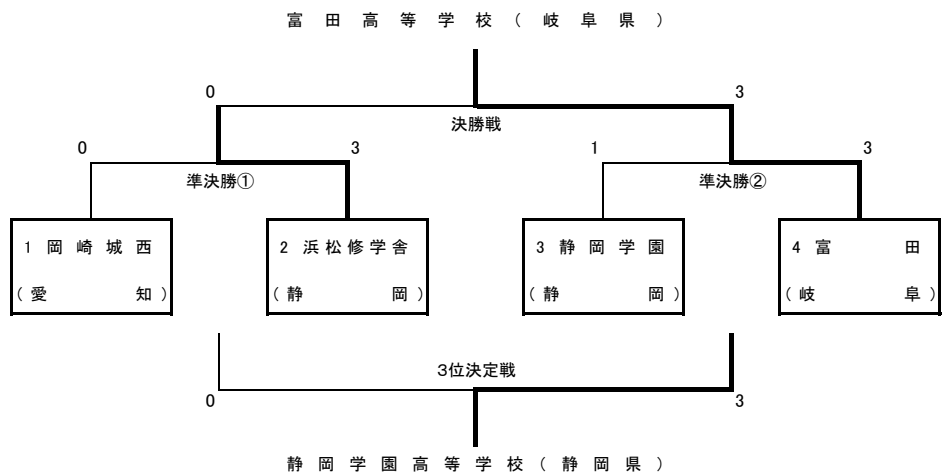 富田高等学校(岐阜県)
0 3
決勝戦
0 3 1 3
準決勝① 準決勝②
1 岡崎城西 2 浜松修学舎 3 静岡学園 4 富田
(愛知) (静岡) (静岡) (岐阜)
3位決定戦
0 3
静岡学園高等学校(静岡県)